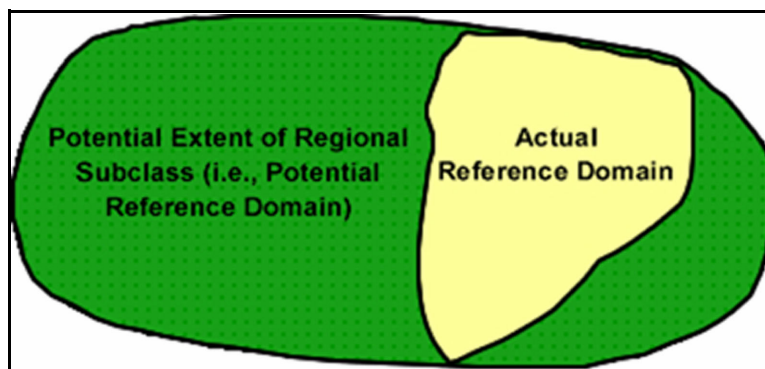 Potential Extent of Regional
Subclass (i.e., Potential
Reference Domain)
Actual
Reference Domain